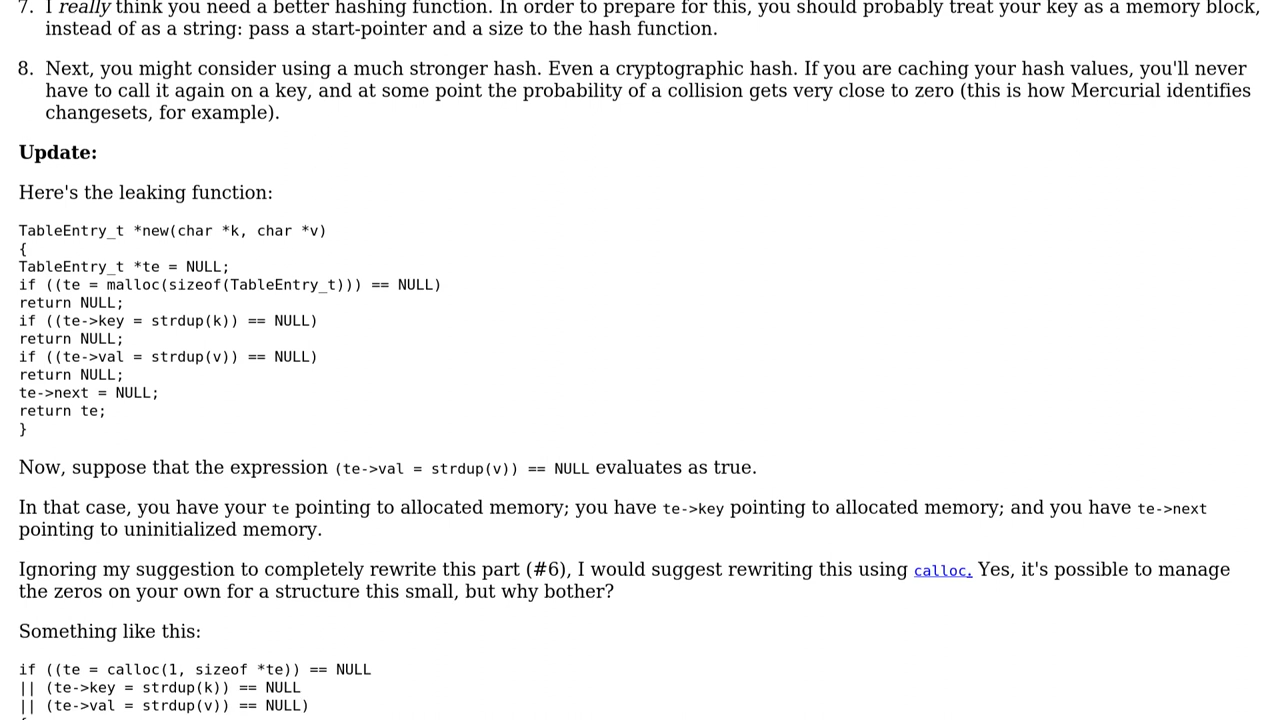 7. I really think you need a better hashing function. In order to prepare for this, you should probably treat your key as a memory block,
instead of as a string: pass a start-pointer and a size to the hash function.
8. Next, you might consider using a much stronger hash. Even a cryptographic hash. If you are caching your hash values, you'll never
have to call it again on a key, and at some point the probability of a collision gets very close to zero (this is how Mercurial identifies
changesets, for example).
Update:
Here's the leaking function:
TableEntry_t *new(char *k, char *v)
{
TableEntry_t *te = NULL;
if ((te = malloc(sizeof(TableEntry_t))) == NULL)
return NULL;
if ((te->key = strdup(k)) == NULL)
return NULL;
if ((te->val = strdup(v)) == NULL)
return NULL;
te->next = NULL;
return te;
}
Now, suppose that the expression (te->val = strdup(v)) == NULL evaluates as true.
In that case, you have your te pointing to allocated memory; you have te->key pointing to allocated memory; and you have te->next
pointing to uninitialized memory.
Ignoring my suggestion to completely rewrite this part (#6), I would suggest rewriting this using calloc. Yes, it's possible to manage
the zeros on your own for a structure this small, but why bother?
Something like this:
if ((te = calloc(1, sizeof *te)) == NULL
|| (te->key = strdup(k)) == NULL
|| (te->val = strdup(v)) == NULL)